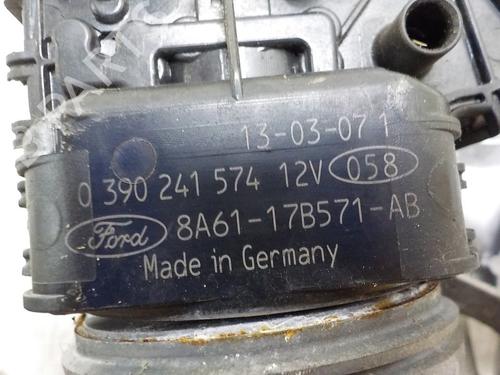 13-03-07 1
0 390 241 574 12V 058
Ford 8A61-17B571-AB
Made in Germany